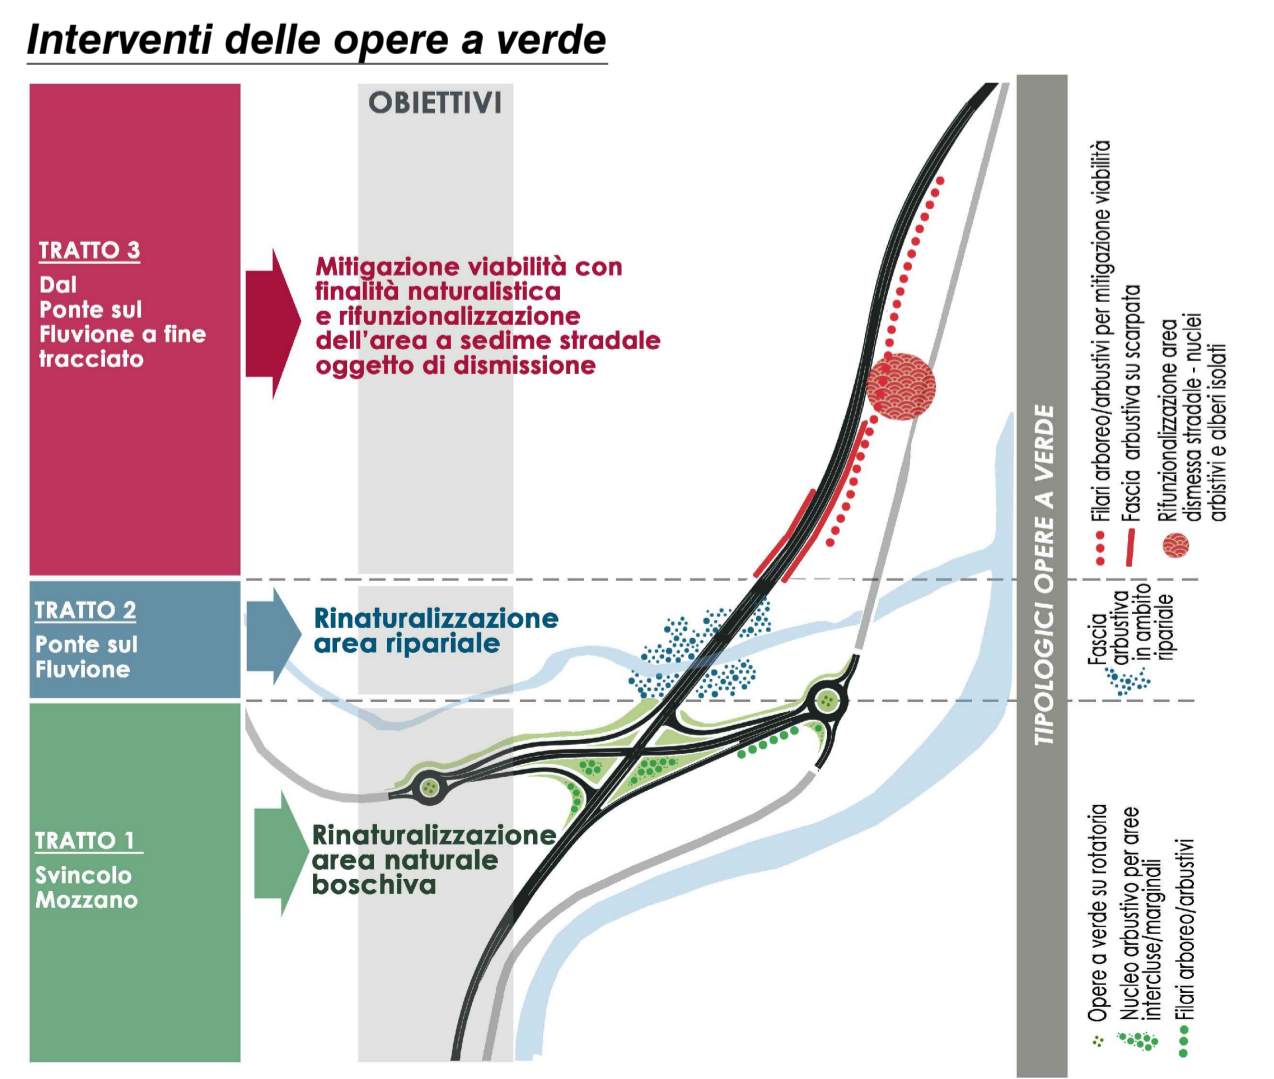 Interventi delle opere a verde
OBIETTIVI
TRATTO 3
Dal
Ponte sul
Fluvione a fine
tracciato
Mitigazione viabilità con
finalità naturalistica
e rifunzionalizzazione
dell'area a sedime stradale
oggetto di dismissione
TRATTO 2
Ponte sul
Fluvione
Rinaturalizzazione
area ripariale
TRATTO 1
Svincolo
Mozzano
Rinaturalizzazione
area naturale
boschiva
TIPOLOGICI OPERE A VERDE
Filari arboreo/arbustivi per mitigazione viabilità
Fascia arbustiva su scarpata
Rifunzionalizzazione area
dismessa stradale - nuclei
arbistivi e alberi isolati
Fascia
arbustiva
in ambito
ripariale
Opere a verde su rotatoria
Nucleo arbustivo per aree
intercluse/marginali
Filari arboreo/arbustivi